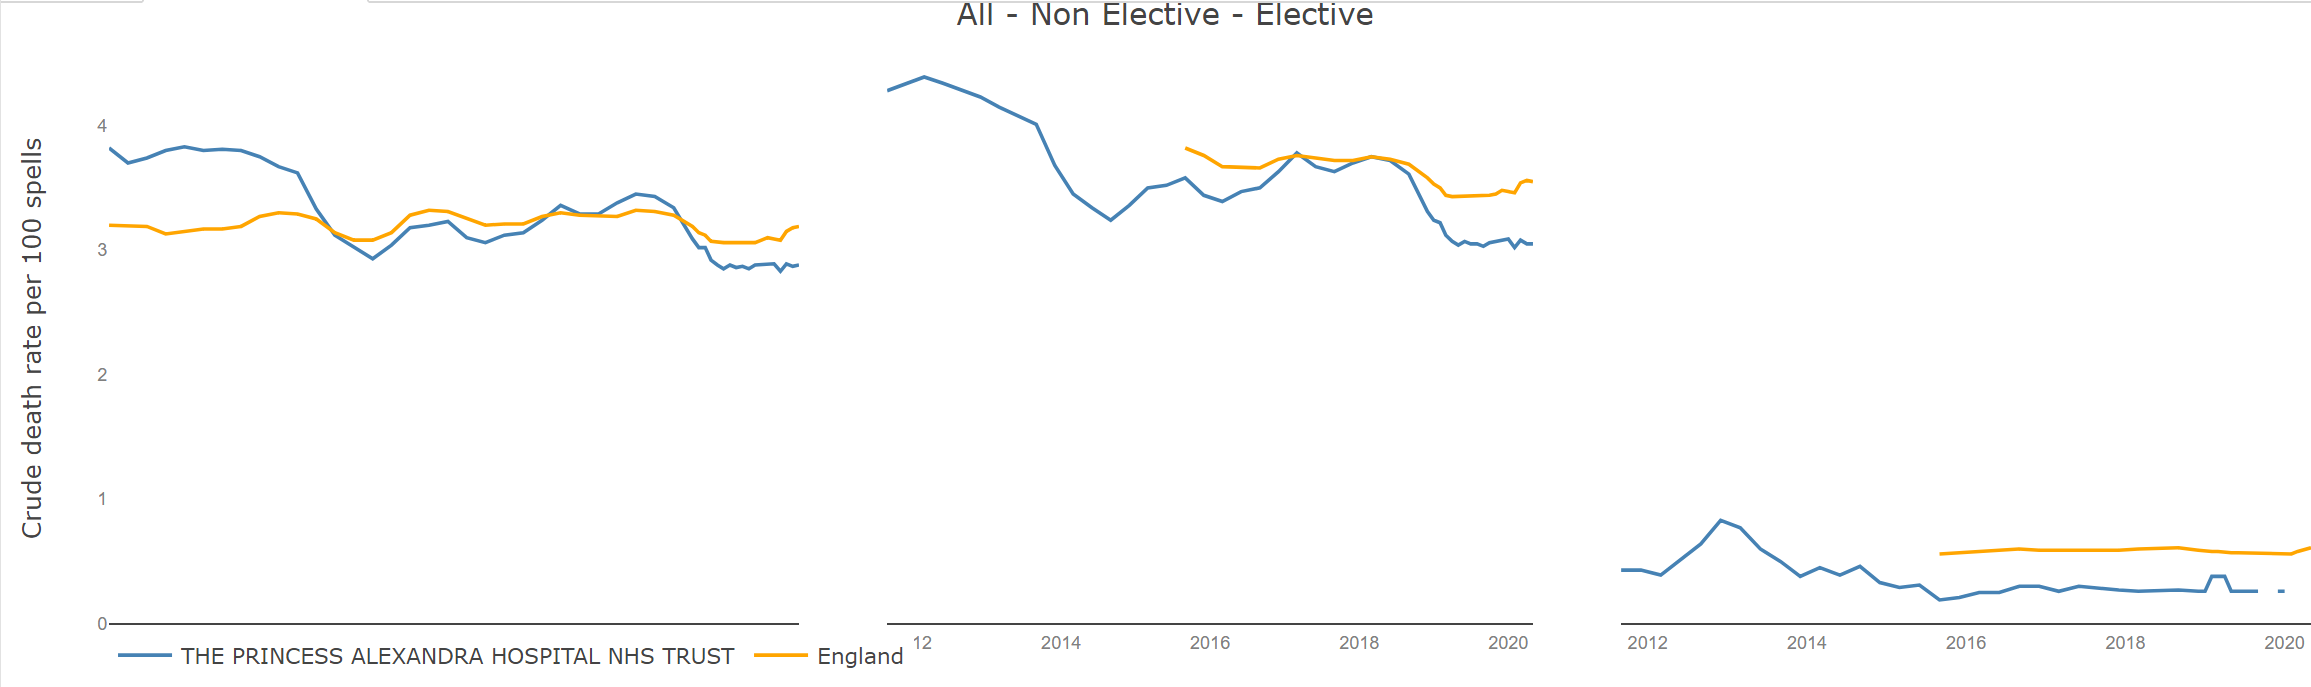 All - Non Elective - Elective
Crude death rate per 100 spells
4
3
2
1
0
12 2014 2016 2018 2020
2012 2014 2016 2018 2020
THE PRINCESS ALEXANDRA HOSPITAL NHS TRUST England